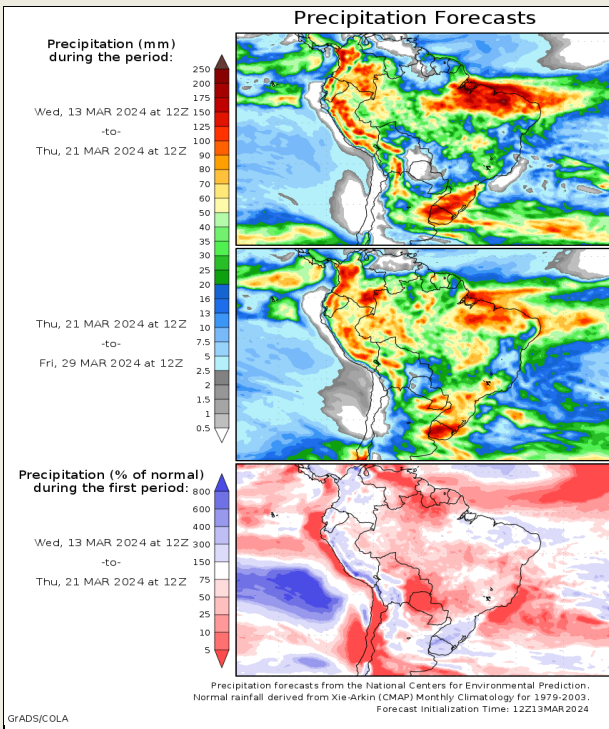 Precipitation Forecasts
Precipitation (mm)
during the period:
Wed, 13 MAR 2024 at 12Z
-to-
Thu, 21 MAR 2024 at 12Z
250
200
175
150
125
100
90
80
70
60
50
40
35
30
25
20
16
13
10
7.5
5
2.5
2
1.5
1
0.5
Thu, 21 MAR 2024 at 12Z
-to-
Fri, 29 MAR 2024 at 12Z
Precipitation (% of normal)
during the first period:
Wed, 13 MAR 2024 at 12Z
-to-
Thu, 21 MAR 2024 at 12Z
800
600
400
300
150
75
50
25
10
5
Precipitation forecasts from the National Centers for Environmental Prediction.
Normal rainfall derived from Xie-Arkin (CMAP) Monthly Climatology for 1979-2003.
Forecast Initialization Time: 12Z13MAR2024
GrADS/COLA